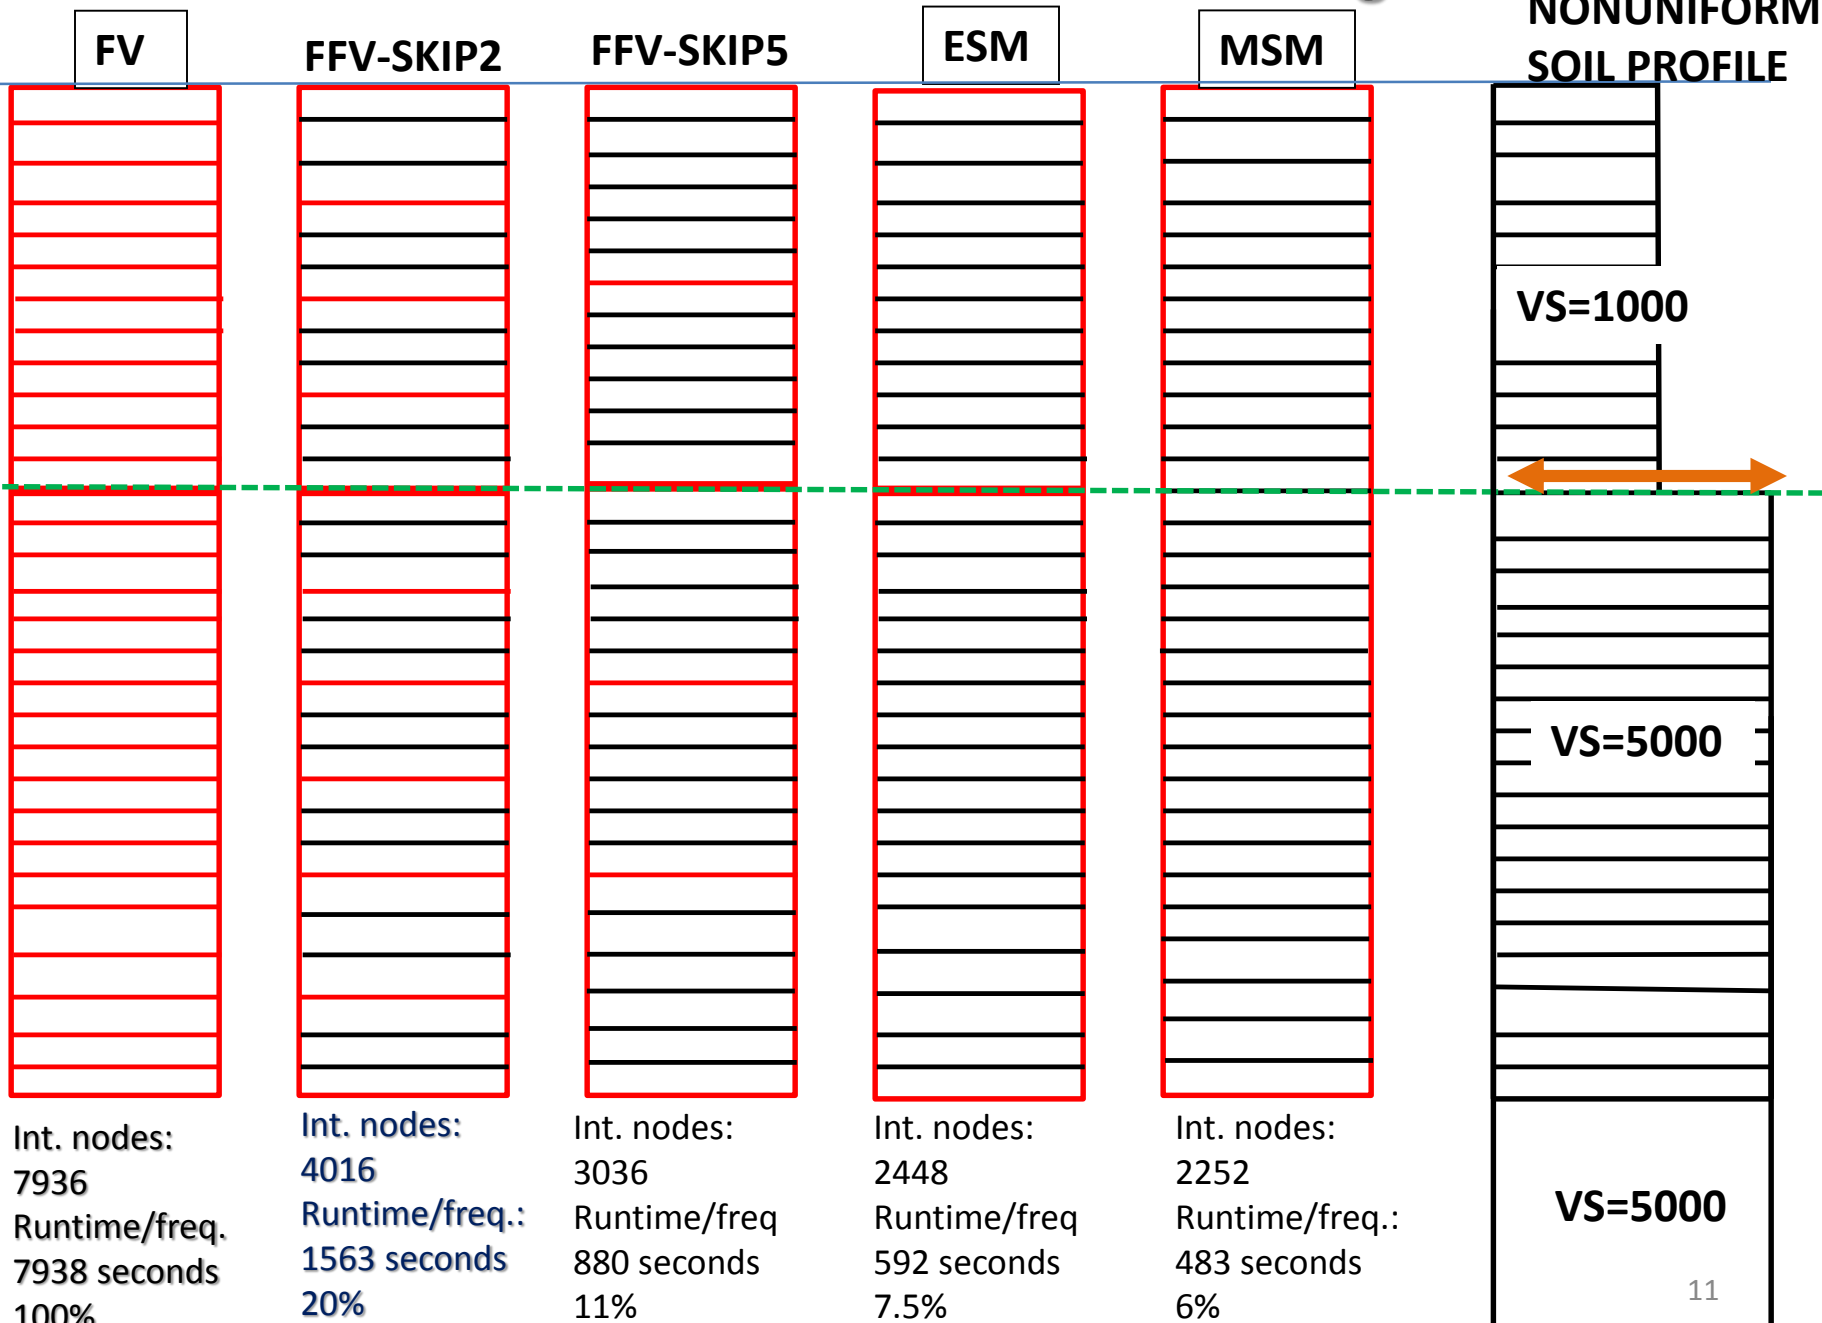 FV
FFV-SKIP2
FFV-SKIP5
ESM
MSM
NONUNIFORM
SOIL PROFILE
VS=1000
VS=5000
VS=5000
Int. nodes:
7936
Runtime/freq.
7938 seconds
100%
Int. nodes:
4016
Runtime/freq.:
1563 seconds
20%
Int. nodes:
3036
Runtime/freq
880 seconds
11%
Int. nodes:
2448
Runtime/freq
592 seconds
7.5%
Int. nodes:
2252
Runtime/freq.:
483 seconds
6%
11